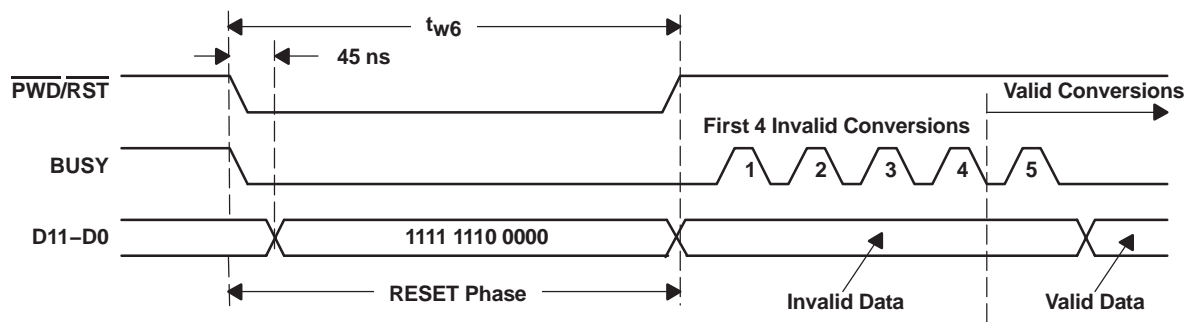 tw6
45 ns
PWD/RST
Valid Conversions
First 4 Invalid Conversions
BUSY
1 2 3 4 5
D11–D0
1111 1110 0000
RESET Phase
Invalid Data
Valid Data